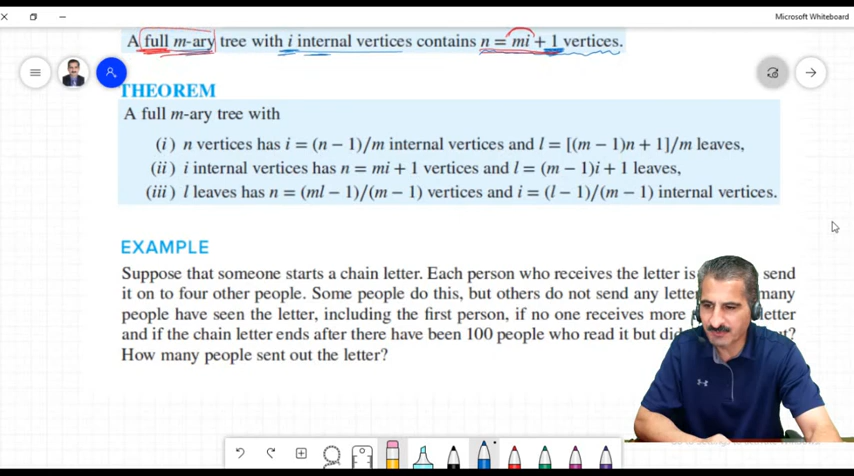 Microsoft Whiteboard
A full m-ary tree with i internal vertices contains n = mi + 1 vertices.
THEOREM
A full m-ary tree with
(i) n vertices has i = (n − 1)/m internal vertices and l = [(m − 1)n + 1]/m leaves,
(ii) i internal vertices has n = mi + 1 vertices and l = (m − 1)i + 1 leaves,
(iii) l leaves has n = (ml − 1)/(m − 1) vertices and i = (l − 1)/(m − 1) internal vertices.
EXAMPLE
Suppose that someone starts a chain letter. Each person who receives the letter is send
it on to four other people. Some people do this, but others do not send any many
people have seen the letter, including the first person, if no one receives more letter
and if the chain letter ends after there have been 100 people who read it but
How many people sent out the letter?